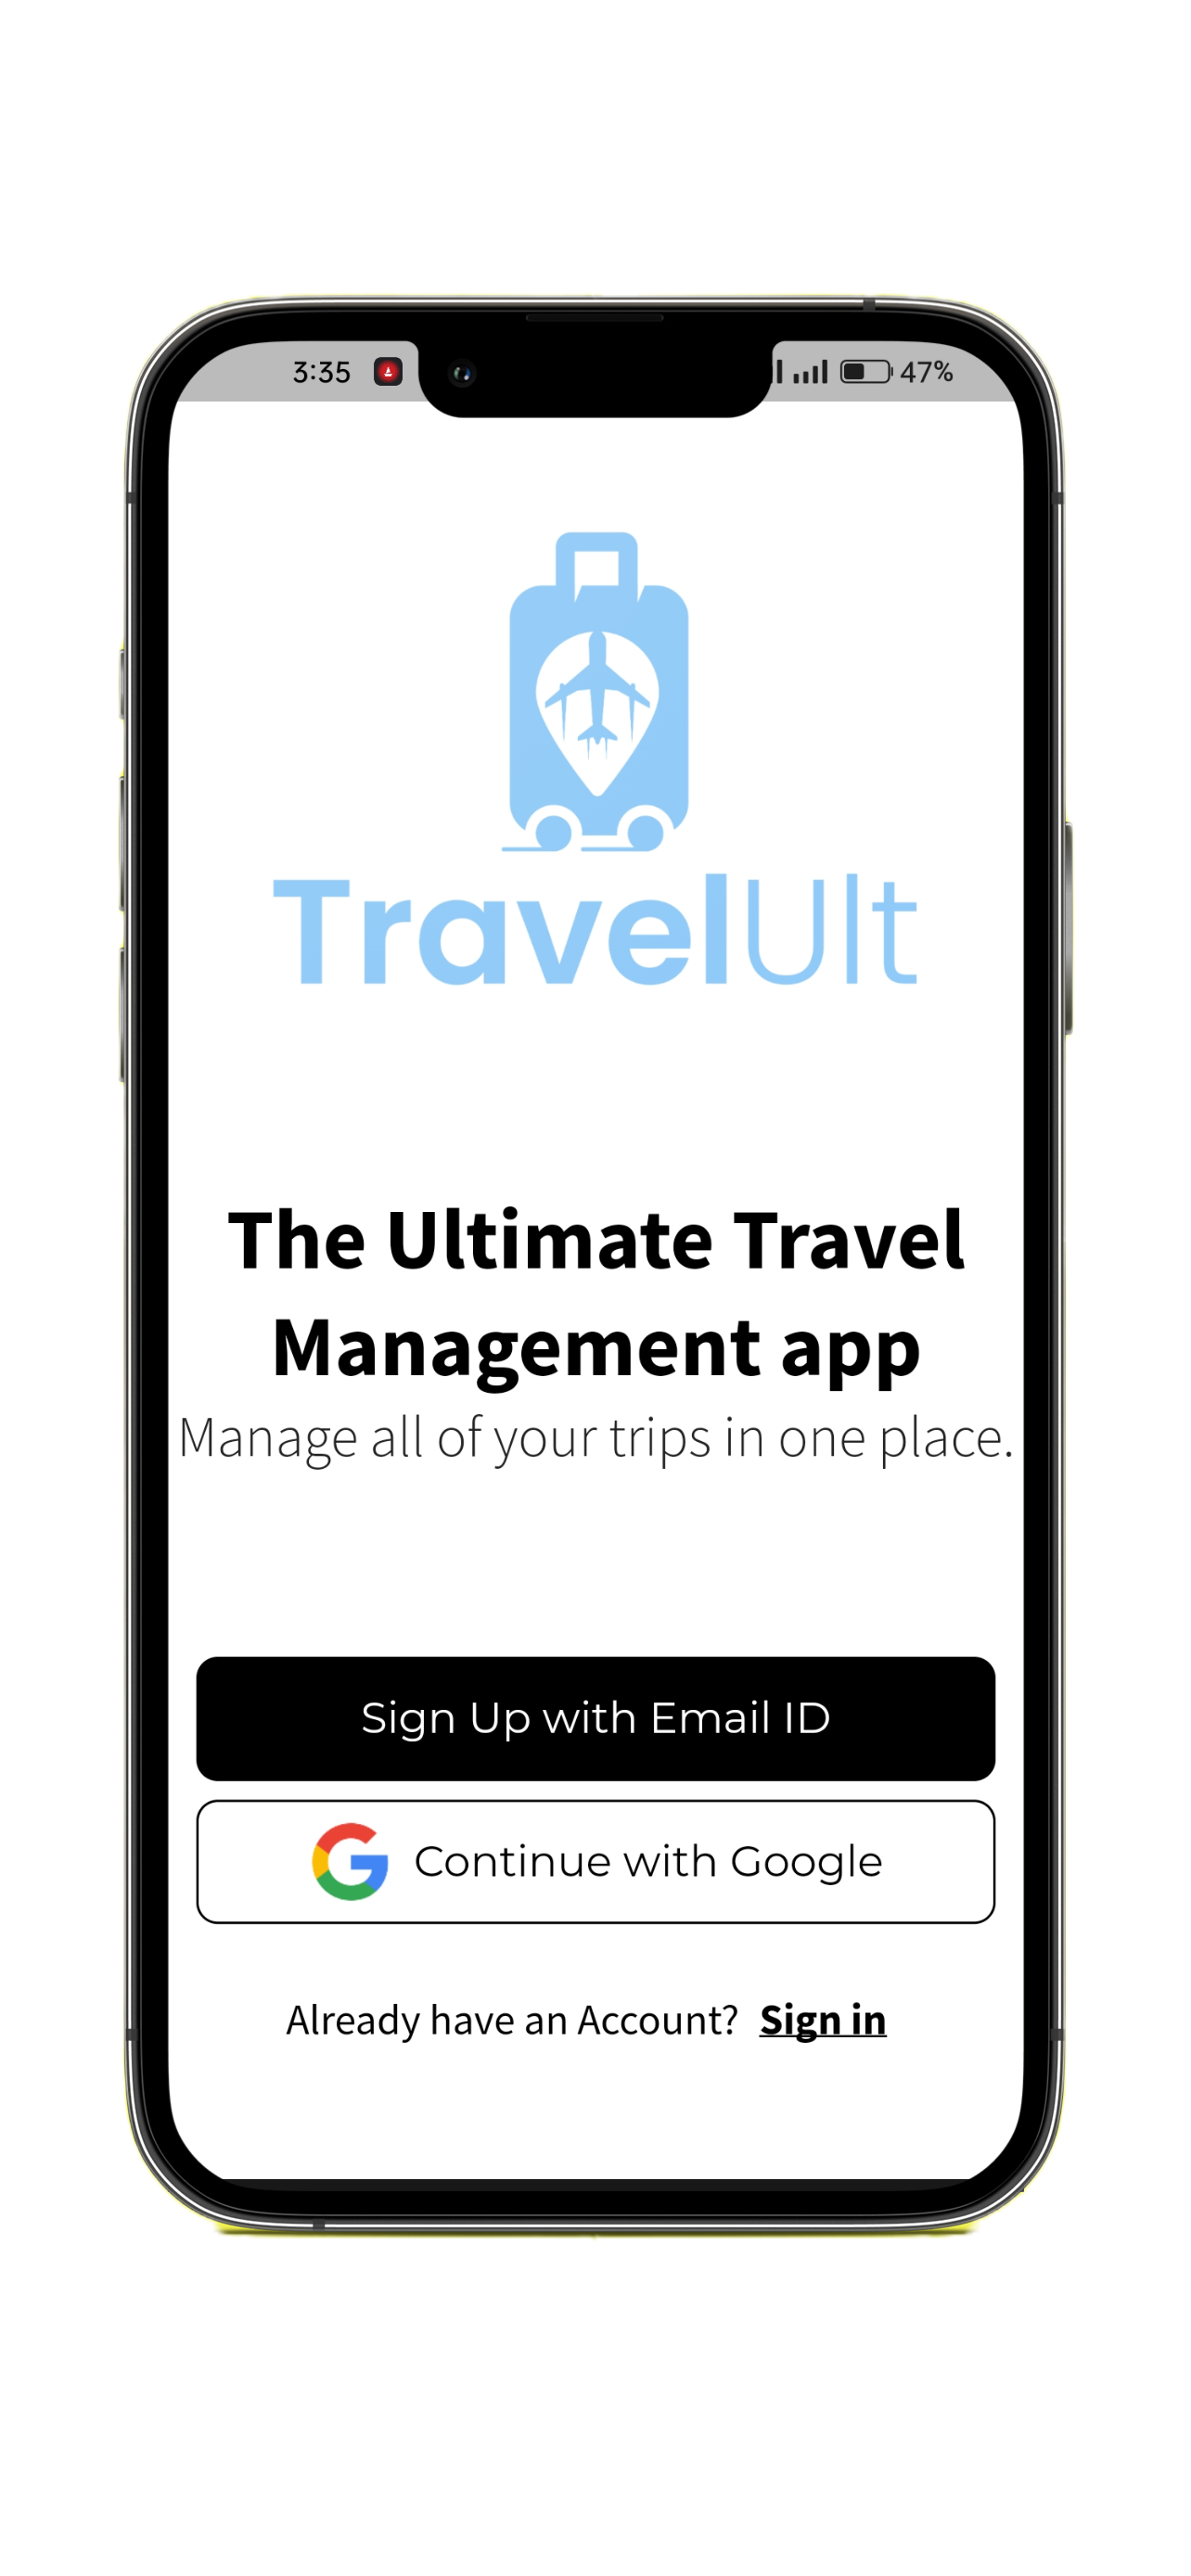 3:35 47%
TravelUlt
The Ultimate Travel
Management app
Manage all of your trips in one place.
Sign Up with Email ID
Continue with Google
Already have an Account? Sign in